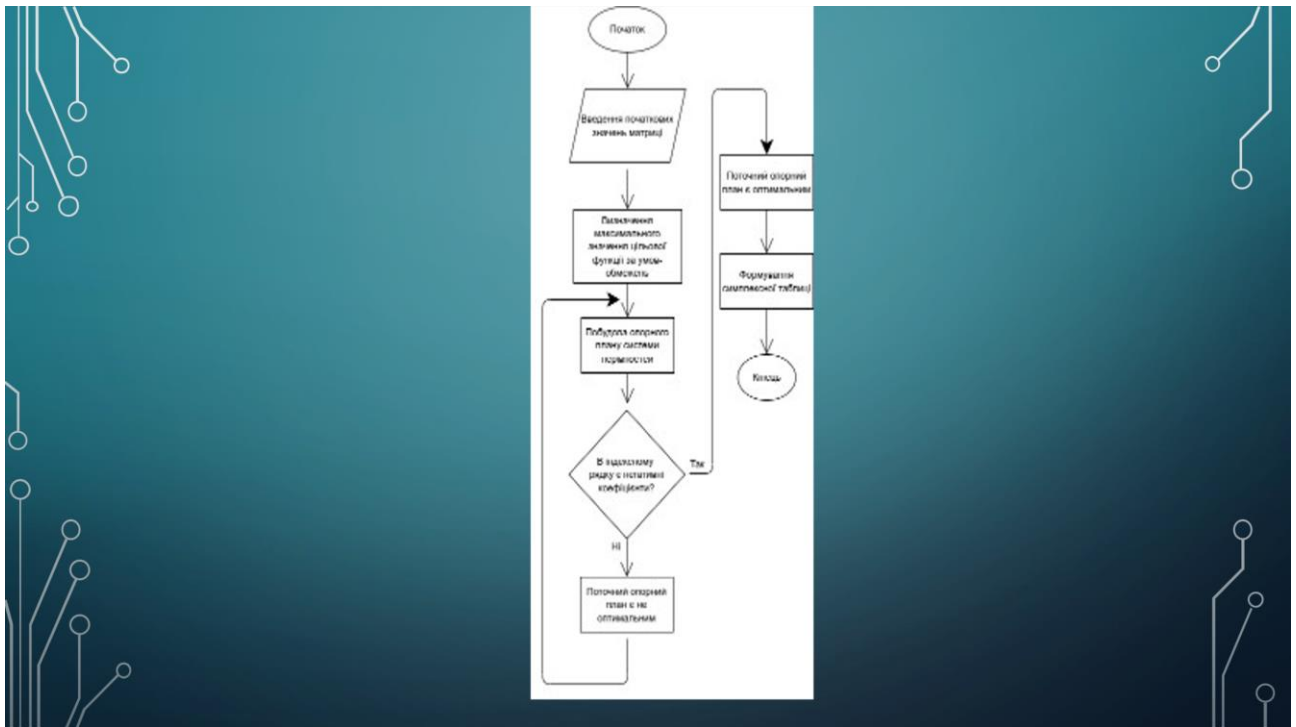 Початок
Введення початкових
значень матриці
Визначення
максимального
значення цільової
функції за умов-
обмежень
Побудова опорного
плану системи
нерівностей
В індексному
рядку є негативні
коефіцієнти?
Так
Ні
Поточний опорний
план є не
оптимальним
Поточний опорний
план є оптимальним
Формування
симплексної таблиці
Кінець